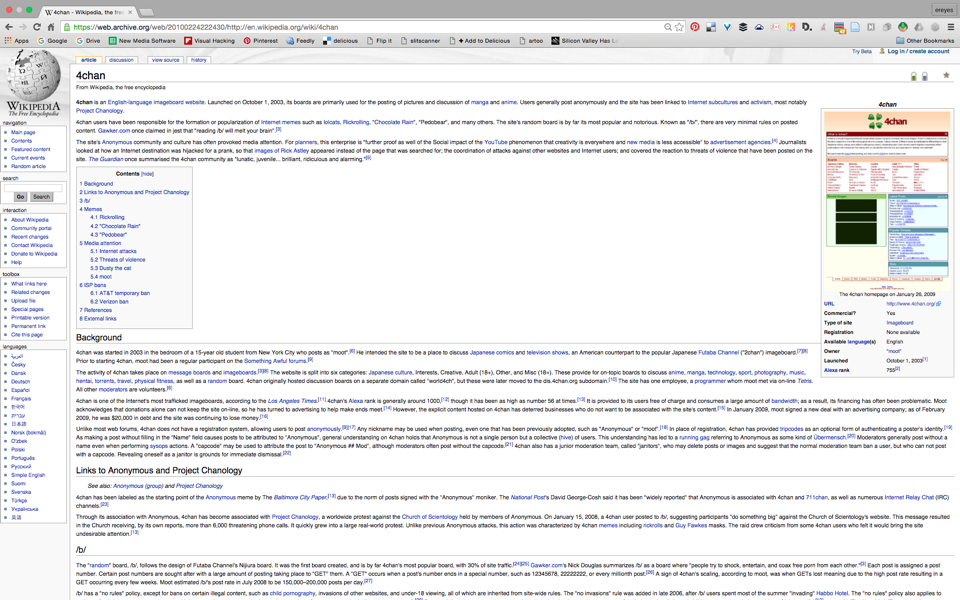 4chan - Wikipedia, the free
ereyes
https://web.archive.org/web/20100224222430/http://en.wikipedia.org/wiki/4chan
Apps Google Drive New Media Software Visual Hacking Pinterest Feedly delicious Flip it slitscanner + Add to Delicious artoo Silicon Valley Has L Other Bookmarks
Try Beta Log in / create account
article discussion view source history
WIKIPEDIA
The Free Encyclopedia
navigation
Main page
Contents
Featured content
Current events
Random article
search
Go Search
interaction
About Wikipedia
Community portal
Recent changes
Contact Wikipedia
Donate to Wikipedia
Help
toolbox
What links here
Related changes
Upload file
Special pages
Printable version
Permanent link
Cite this page
languages
العربية
Česky
Dansk
Deutsch
Español
Français
한국어
עברית
Nederlands
日本語
Norsk (bokmål)
O'zbek
Polski
Português
Русский
Simple English
Suomi
Svenska
Türkçe
Українська
吴语
4chan
From Wikipedia, the free encyclopedia
4chan is an English-language imageboard website. Launched on October 1, 2003, its boards are primarily used for the posting of pictures and discussion of manga and anime. Users generally post anonymously and the site has been linked to Internet subcultures and activism, most notably
Project Chanology.
4chan users have been responsible for the formation or popularization of Internet memes such as lolcats, Rickrolling, "Chocolate Rain", "Pedobear", and many others. The site's random board is by far its most popular and notorious. Known as "/b/", there are very minimal rules on posted
content. Gawker.com once claimed in jest that "reading /b/ will melt your brain".[3]
The site's Anonymous community and culture has often provoked media attention. For planners, this enterprise is "further proof as well of the Social impact of the YouTube phenomenon that creativity is everywhere and new media is less accessible" to advertisement agencies.[4] Journalists
looked at how an Internet destination was hijacked for a prank, so that images of Rick Astley appeared instead of the page that was searched for; the coordination of attacks against other websites and Internet users; and covered the reaction to threats of violence that have been posted on
the site. The Guardian once summarised the 4chan community as "lunatic, juvenile... brilliant, ridiculous and alarming."[5]
Contents [hide]
1 Background
2 Links to Anonymous and Project Chanology
3 /b/
4 Memes
4.1 Rickrolling
4.2 "Chocolate Rain"
4.3 "Pedobear"
5 Media attention
5.1 Internet attacks
5.2 Threats of violence
5.3 Dusty the cat
5.4 moot
6 ISP bans
6.1 AT&T temporary ban
6.2 Verizon ban
7 References
8 External links
4chan
4chan
The 4chan homepage on January 26, 2009
URL http://www.4chan.org/
Commercial? Yes
Type of site Imageboard
Registration None available
Available language(s) English
Owner "moot"
Launched October 1, 2003[1]
Alexa rank 755[2]
Background
4chan was started in 2003 in the bedroom of a 15-year old student from New York City who posts as "moot".[6] He intended the site to be a place to discuss Japanese comics and television shows, an American counterpart to the popular Japanese Futaba Channel ("2chan") imageboard.[7][8]
Prior to starting 4chan, moot had been a regular participant on the Something Awful forums.[9]
The activity of 4chan takes place on message boards and imageboards.[3][8] The website is split into six categories: Japanese culture, Interests, Creative, Adult (18+), Other, and Misc (18+). These provide for on-topic boards to discuss anime, manga, technology, sport, photography, music,
hentai, torrents, travel, physical fitness, as well as a random board. 4chan originally hosted discussion boards on a separate domain called "world4ch", but these were later moved to the dis.4chan.org subdomain.[10] The site has one employee, a programmer whom moot met via on-line Tetris.
All other moderators are volunteers.[8]
4chan is one of the Internet's most trafficked imageboards, according to the Los Angeles Times.[11] 4chan's Alexa rank is generally around 1000,[12] though it has been as high as number 56 at times.[13] It is provided to its users free of charge and consumes a large amount of bandwidth; as a result, its financing has often been problematic. Moot
acknowledges that donations alone can not keep the site on-line, so he has turned to advertising to help make ends meet.[14] However, the explicit content hosted on 4chan has deterred businesses who do not want to be associated with the site's content.[15] In January 2009, moot signed a new deal with an advertising company; as of February
2009, he was $20,000 in debt and the site was continuing to lose money.[16]
Unlike most web forums, 4chan does not have a registration system, allowing users to post anonymously.[9][17] Any nickname may be used when posting, even one that has been previously adopted, such as "Anonymous" or "moot".[18] In place of registration, 4chan has provided tripcodes as an optional form of authenticating a poster's identity.[19]
As making a post without filling in the "Name" field causes posts to be attributed to "Anonymous", general understanding on 4chan holds that Anonymous is not a single person but a collective (hive) of users. This understanding has led to a running gag referring to Anonymous as some kind of Übermensch.[20] Moderators generally post without a
name even when performing sysops actions. A "capcode" may be used to attribute the post to "Anonymous ## Mod", although moderators often post without the capcode.[21] 4chan also has a junior moderation team, called "janitors", who may delete posts or images and suggest that the normal moderation team ban a user, but who can not post
with a capcode. Revealing oneself as a janitor is grounds for immediate dismissal.[22]
Links to Anonymous and Project Chanology
See also: Anonymous (group) and Project Chanology
4chan has been labeled as the starting point of the Anonymous meme by The Baltimore City Paper,[13] due to the norm of posts signed with the "Anonymous" moniker. The National Post's David George-Cosh said it has been "widely reported" that Anonymous is associated with 4chan and 711chan, as well as numerous Internet Relay Chat (IRC)
channels.[23]
Through its association with Anonymous, 4chan has become associated with Project Chanology, a worldwide protest against the Church of Scientology held by members of Anonymous. On January 15, 2008, a 4chan user posted to /b/, suggesting participants "do something big" against the Church of Scientology's website. This message resulted
in the Church receiving, by its own reports, more than 6,000 threatening phone calls. It quickly grew into a large real-world protest. Unlike previous Anonymous attacks, this action was characterized by 4chan memes including rickrolls and Guy Fawkes masks. The raid drew criticism from some 4chan users who felt it would bring the site
undesirable attention.[13]
/b/
The "random" board, /b/, follows the design of Futaba Channel's Nijiura board. It was the first board created, and is by far 4chan's most popular board, with 30% of site traffic.[24][25] Gawker.com's Nick Douglas summarizes /b/ as a board where "people try to shock, entertain, and coax free porn from each other."[3] Each post is assigned a post
number. Certain post numbers are sought after with a large amount of posting taking place to "GET" them. A "GET" occurs when a post's number ends in a special number, such as 12345678, 22222222, or every millionth post.[26] A sign of 4chan's scaling, according to moot, was when GETs lost meaning due to the high post rate resulting in a
GET occurring every few weeks. Moot estimated /b/'s post rate in July 2008 to be 150,000–200,000 posts per day.[27]
/b/ has a "no rules" policy, except for bans on certain illegal content, such as child pornography, invasions of other websites, and under-18 viewing, all of which are inherited from site-wide rules. The "no invasions" rule was added in late 2006, after /b/ users spent most of the summer "invading" Habbo Hotel. The "no rules" policy also applies to